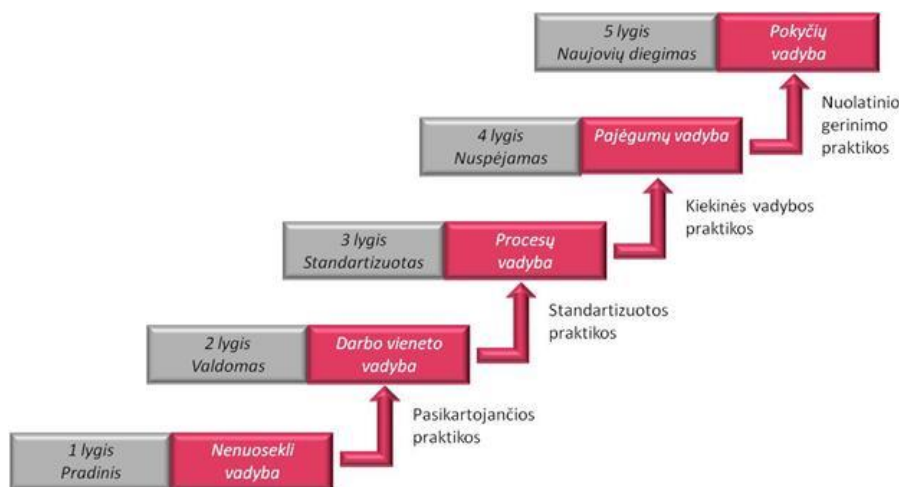 5 lygis
Naujovių diegimas
Pokyčių
vadyba
Nuolatinio
gerinimo
praktikos
4 lygis
Nuspėjamas
Pajėgumų vadyba
Kiekinės vadybos
praktikos
3 lygis
Standartizuotas
Procesų
vadyba
Standartizuotos
praktikos
2 lygis
Valdomas
Darbo vieneto
vadyba
Pasikartojančios
praktikos
1 lygis
Pradinis
Nenuosekli
vadyba